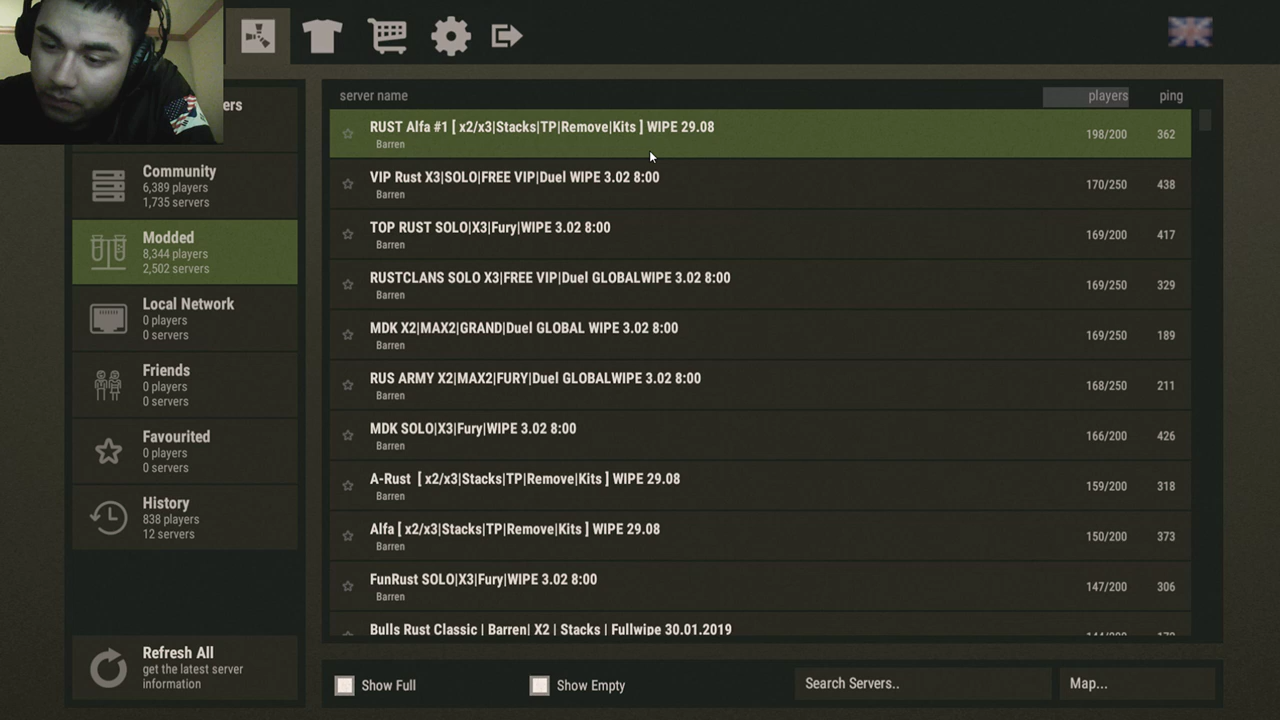 ers
Community
6,389 players
1,735 servers
Modded
8,344 players
2,502 servers
Local Network
0 players
0 servers
Friends
0 players
0 servers
Favourited
0 players
0 servers
History
838 players
12 servers
Refresh All
get the latest server
information
server name players ping
RUST Alfa #1 [ x2/x3|Stacks|TP|Remove|Kits ] WIPE 29.08
Barren 198/200 362
VIP Rust X3|SOLO|FREE VIP|Duel WIPE 3.02 8:00
Barren 170/250 438
TOP RUST SOLO|X3|Fury|WIPE 3.02 8:00
Barren 169/200 417
RUSTCLANS SOLO X3|FREE VIP|Duel GLOBALWIPE 3.02 8:00
Barren 169/250 329
MDK X2|MAX2|GRAND|Duel GLOBAL WIPE 3.02 8:00
Barren 169/250 189
RUS ARMY X2|MAX2|FURY|Duel GLOBALWIPE 3.02 8:00
Barren 168/250 211
MDK SOLO|X3|Fury|WIPE 3.02 8:00
Barren 166/200 426
A-Rust [ x2/x3|Stacks|TP|Remove|Kits ] WIPE 29.08
Barren 159/200 318
Alfa [ x2/x3|Stacks|TP|Remove|Kits ] WIPE 29.08
Barren 150/200 373
FunRust SOLO|X3|Fury|WIPE 3.02 8:00
Barren 147/200 306
Bulls Rust Classic | Barren| X2 | Stacks | Fullwipe 30.01.2019
Show Full Show Empty Search Servers.. Map...